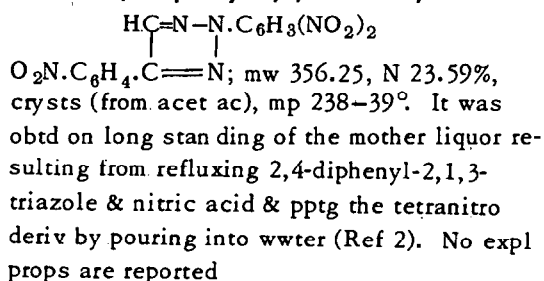 HC=N–N.C6H3(NO2)2
O2N.C6H4.C=N; mw 356.25, N 23.59%,
crysts (from acet ac), mp 238–39°. It was
obtd on long stan ding of the mother liquor re-
sulting from refluxing 2,4-diphenyl-2,1,3-
triazole & nitric acid & pptg the tetranitro
deriv by pouring into wwter (Ref 2). No expl
props are reported